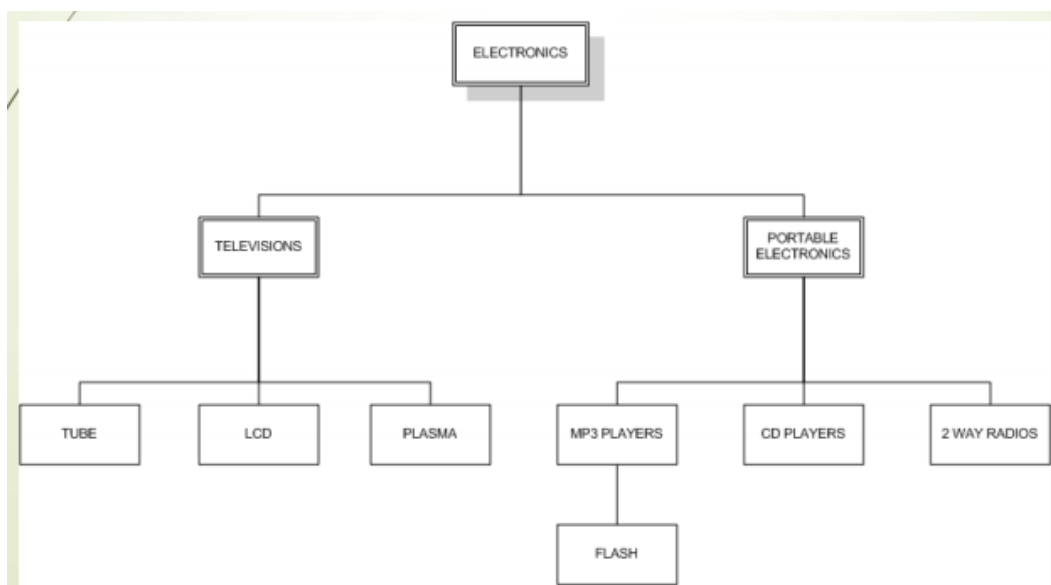 ELECTRONICS
TELEVISIONS
PORTABLE
ELECTRONICS
TUBE
LCD
PLASMA
MP3 PLAYERS
CD PLAYERS
2 WAY RADIOS
FLASH